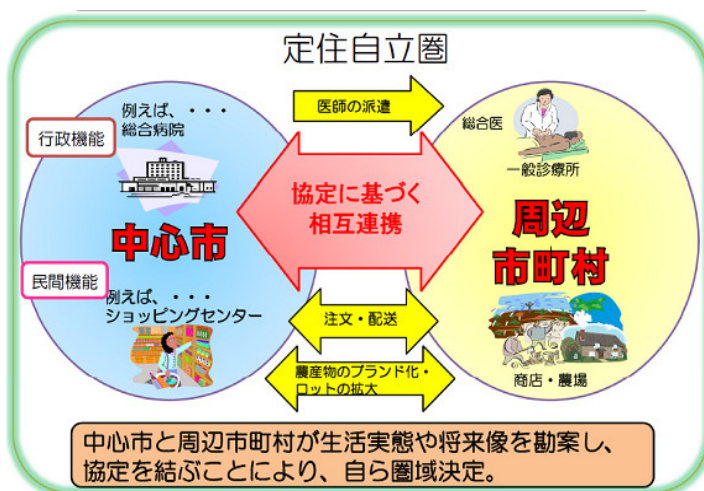 定住自立圏
例えば、・・・
総合病院
行政機能
中心市
民間機能
例えば、・・・
ショッピングセンター
医師の派遣
協定に基づく
相互連携
注文・配送
農産物のブランド化・
ロットの拡大
総合医
一般診療所
周辺
市町村
商店・農場
中心市と周辺市町村が生活実態や将来像を勘案し、
協定を結ぶことにより、自ら圏域決定。